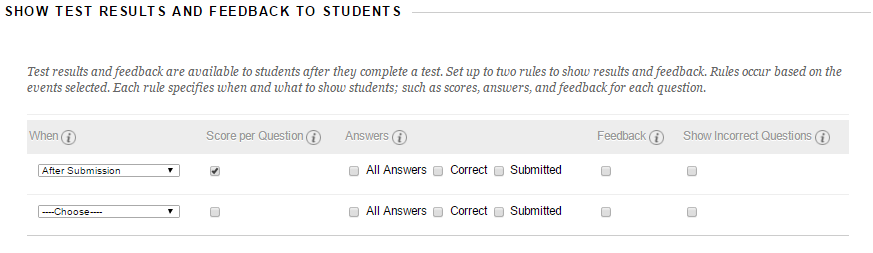 SHOW TEST RESULTS AND FEEDBACK TO STUDENTS
Test results and feedback are available to students after they complete a test. Set up to two rules to show results and feedback. Rules occur based on the
events selected. Each rule specifies when and what to show students; such as scores, answers, and feedback for each question.
When Score per Question Answers Feedback Show Incorrect Questions
After Submission All Answers Correct Submitted
----Choose---- All Answers Correct Submitted